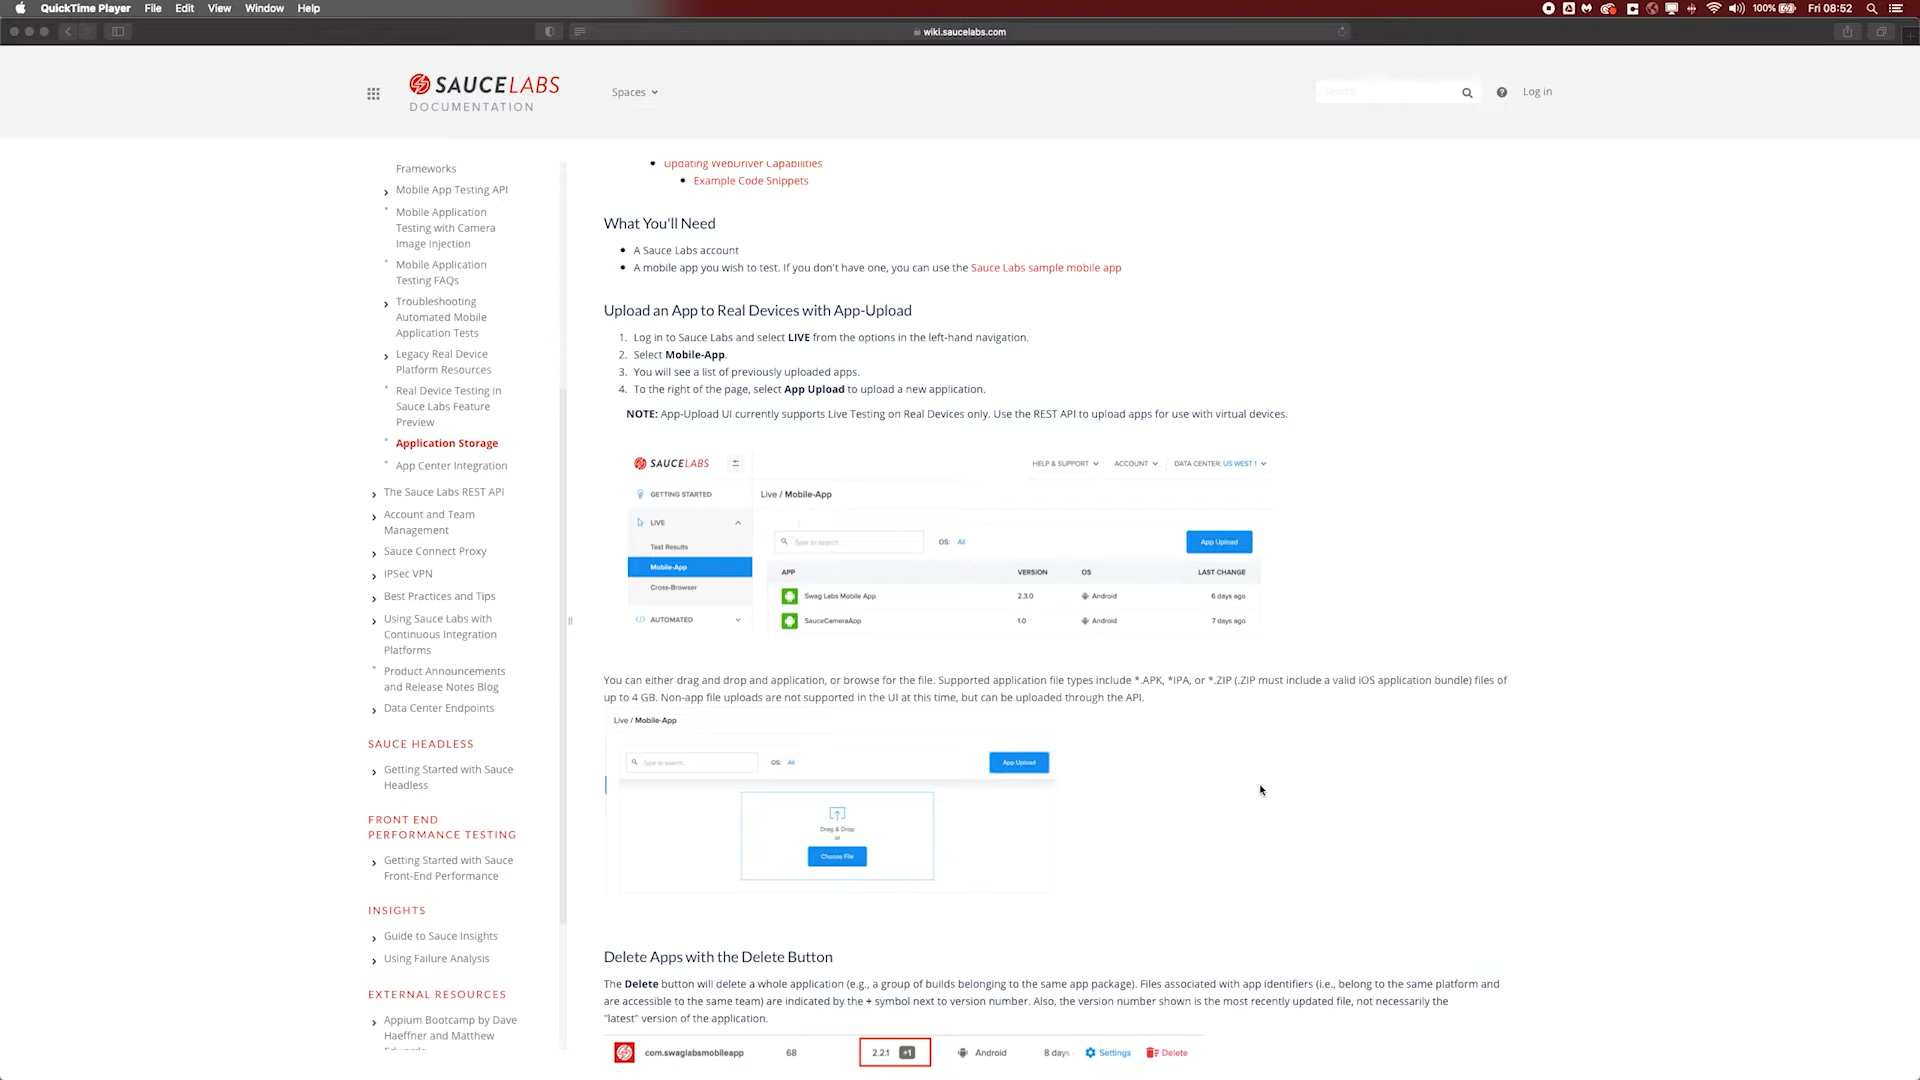 QuickTime Player File Edit View Window Help
100% Fri 08:52
wiki.saucelabs.com
SAUCELABS
DOCUMENTATION
Spaces
Search
Log in
Frameworks
Mobile App Testing API
Mobile Application
Testing with Camera
Image Injection
Mobile Application
Testing FAQs
Troubleshooting
Automated Mobile
Application Tests
Legacy Real Device
Platform Resources
Real Device Testing in
Sauce Labs Feature
Preview
Application Storage
App Center Integration
The Sauce Labs REST API
Account and Team
Management
Sauce Connect Proxy
IPSec VPN
Best Practices and Tips
Using Sauce Labs with
Continuous Integration
Platforms
Product Announcements
and Release Notes Blog
Data Center Endpoints
SAUCE HEADLESS
Getting Started with Sauce
Headless
FRONT END
PERFORMANCE TESTING
Getting Started with Sauce
Front-End Performance
INSIGHTS
Guide to Sauce Insights
Using Failure Analysis
EXTERNAL RESOURCES
Appium Bootcamp by Dave
Haeffner and Matthew
Updating WebDriver Capabilities
Example Code Snippets
What You'll Need
A Sauce Labs account
A mobile app you wish to test. If you don't have one, you can use the Sauce Labs sample mobile app
Upload an App to Real Devices with App-Upload
1. Log in to Sauce Labs and select LIVE from the options in the left-hand navigation.
2. Select Mobile-App.
3. You will see a list of previously uploaded apps.
4. To the right of the page, select App Upload to upload a new application.
NOTE: App-Upload UI currently supports Live Testing on Real Devices only. Use the REST API to upload apps for use with virtual devices.
SAUCELABS
HELP & SUPPORT ACCOUNT DATA CENTER: US WEST 1
GETTING STARTED
Live / Mobile-App
LIVE
Test Results
Mobile-App
Cross-Browser
AUTOMATED
Type to search... OS: All App Upload
APP VERSION OS LAST CHANGE
Swag Labs Mobile App 2.3.0 Android 6 days ago
SauceCameraApp 1.0 Android 7 days ago
You can either drag and drop and application, or browse for the file. Supported application file types include *.APK, *IPA, or *.ZIP (.ZIP must include a valid iOS application bundle) files of
up to 4 GB. Non-app file uploads are not supported in the UI at this time, but can be uploaded through the API.
Live / Mobile-App
Type to search... OS: All App Upload
Drag & Drop
or
Choose File
Delete Apps with the Delete Button
The Delete button will delete a whole application (e.g., a group of builds belonging to the same app package). Files associated with app identifiers (i.e., belong to the same platform and
are accessible to the same team) are indicated by the + symbol next to version number. Also, the version number shown is the most recently updated file, not necessarily the
"latest" version of the application.
com.swaglabsmobileapp 68 2.2.1 +1 Android 8 days Settings Delete